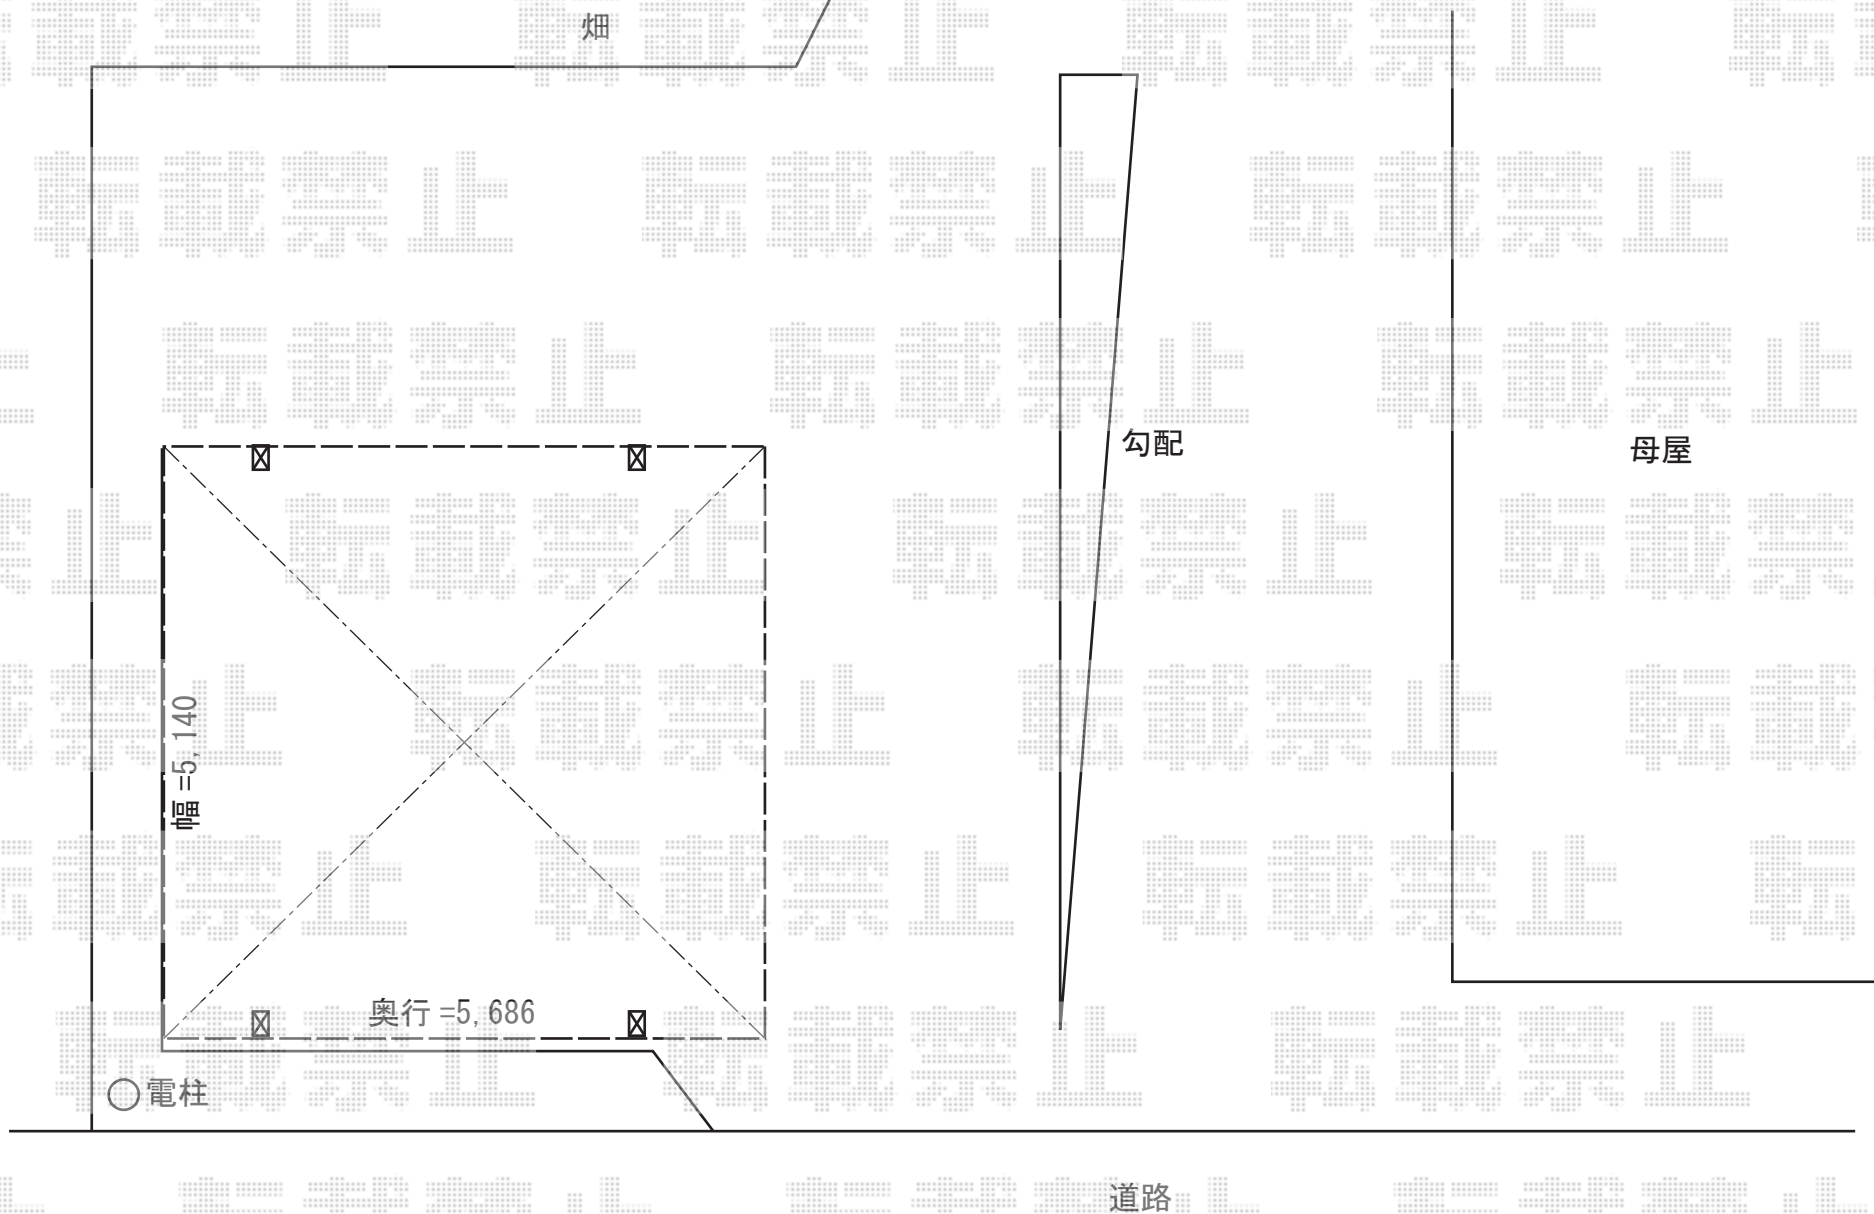 畑
転載禁止
勾配
母屋
幅 =5, 140
奥行 =5, 686
電柱
道路